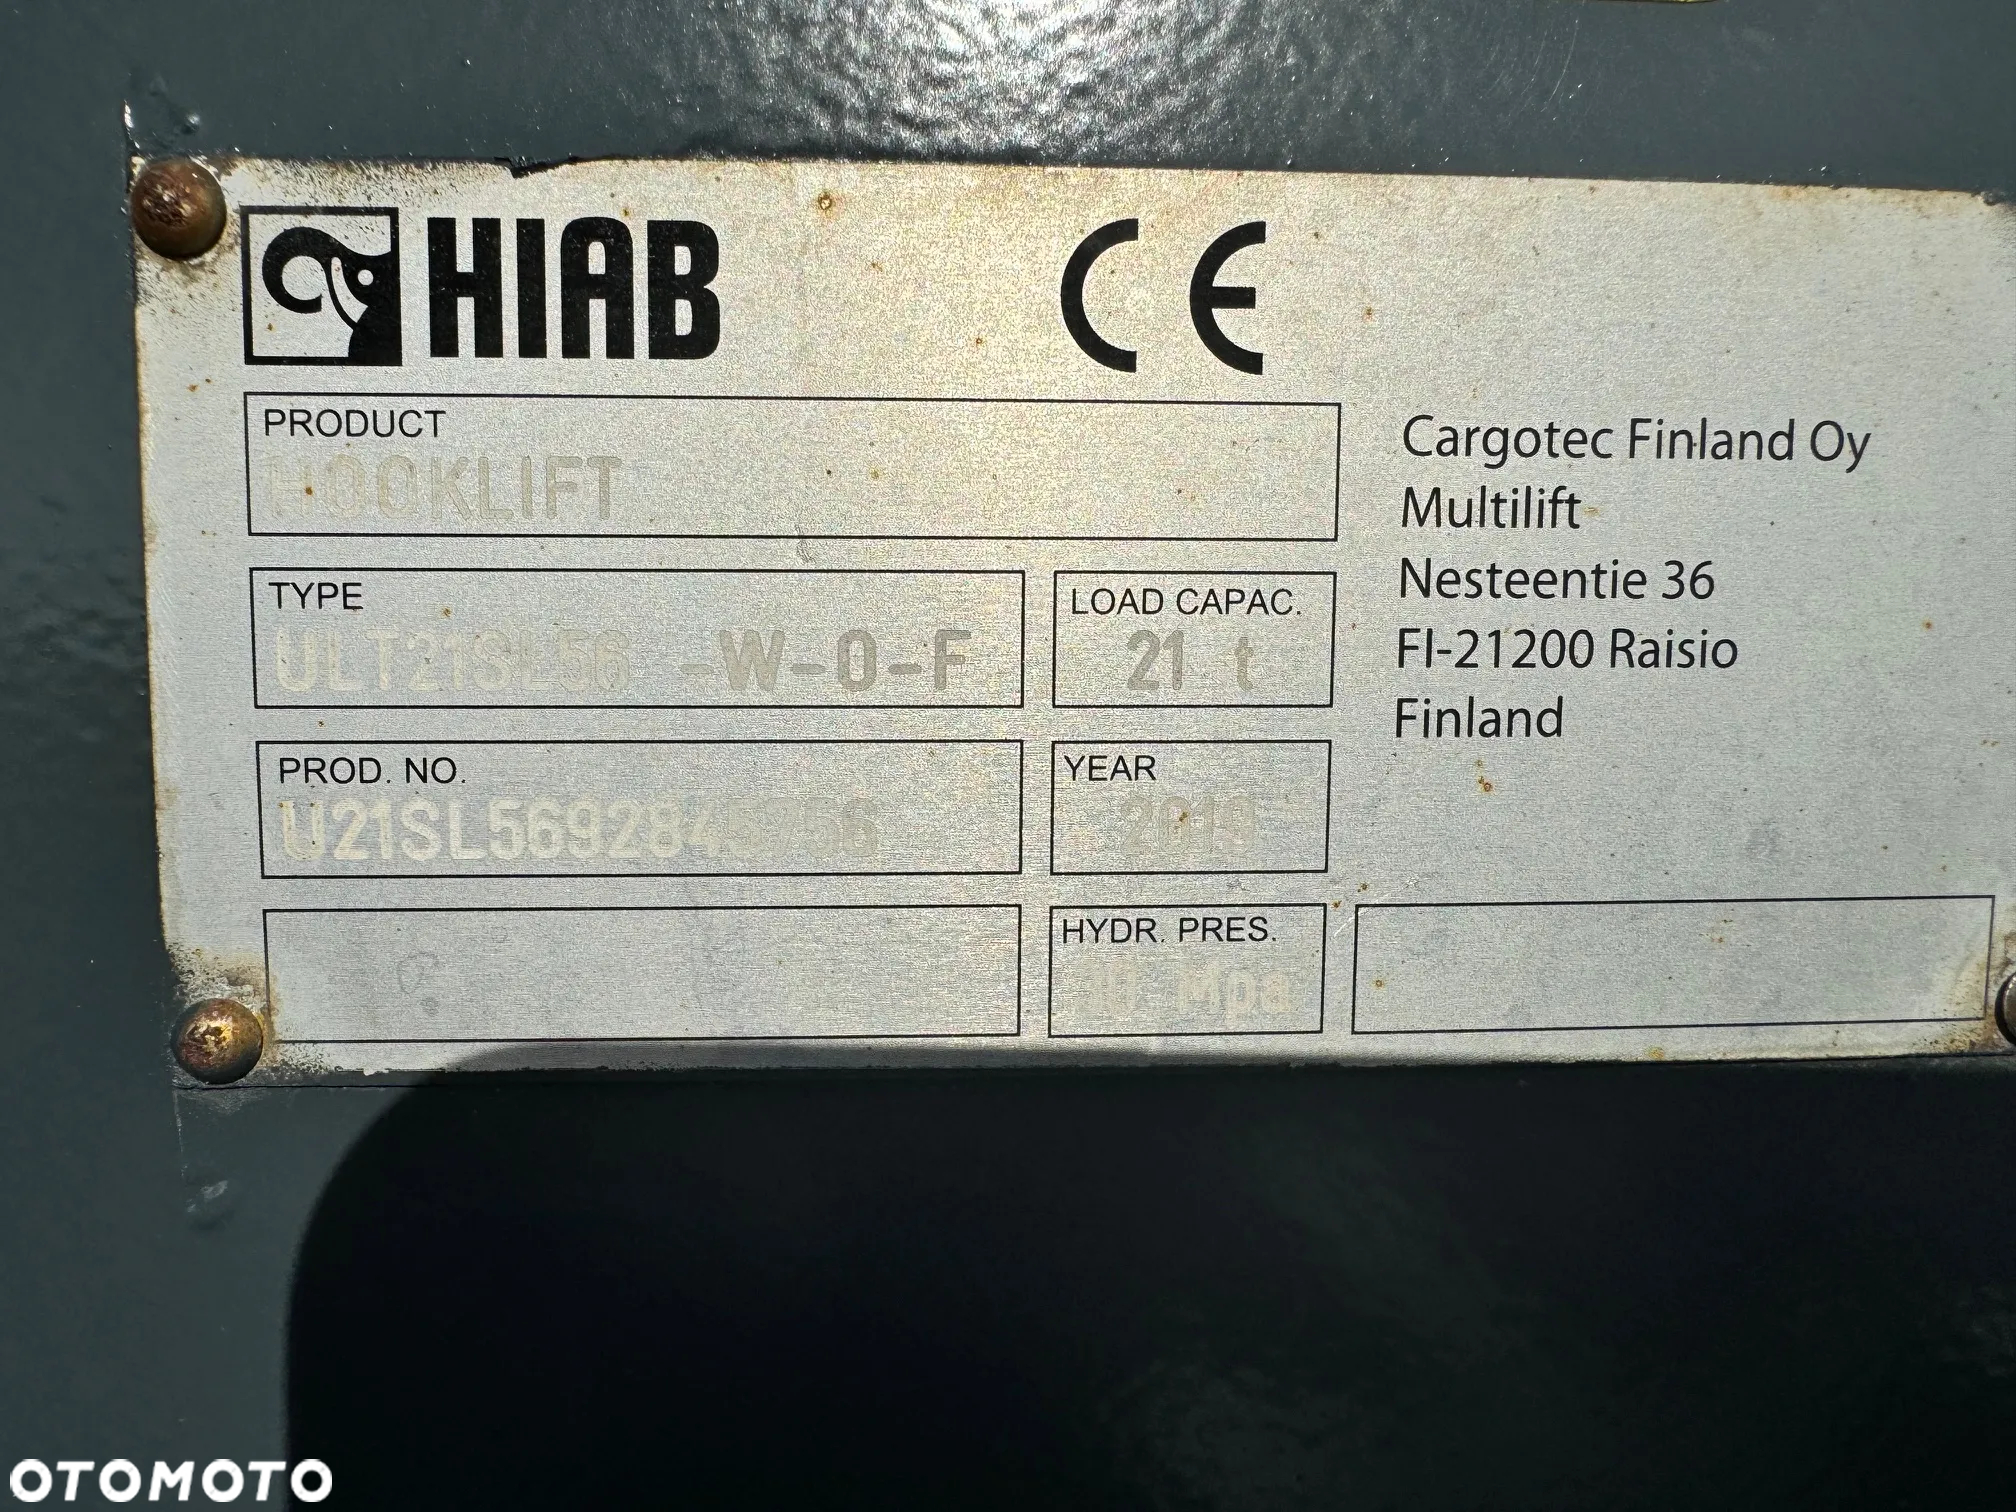 HIAB CE
PRODUCT
HOOKLIFT
TYPE
ULT21SL56 -W-0-F
LOAD CAPAC.
21 t
PROD. NO.
YEAR
HYDR. PRES.
Mpa
Cargotec Finland Oy
Multilift
Nesteentie 36
FI-21200 Raisio
Finland
OTOMOTO